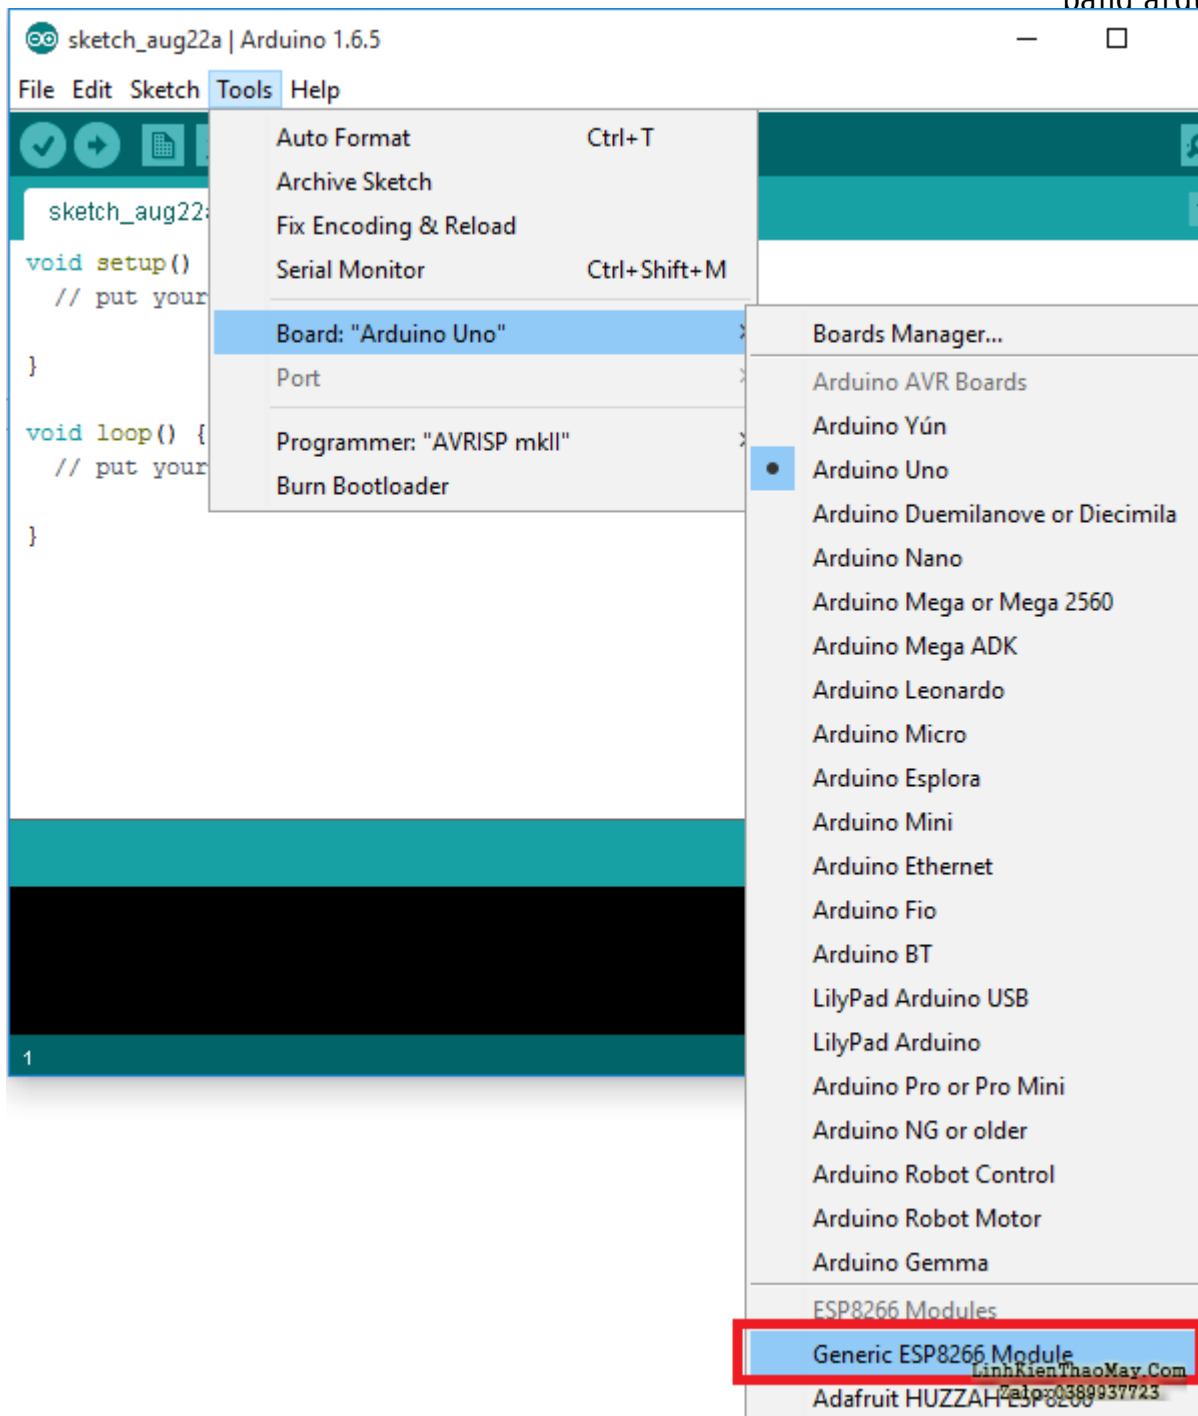 sketch_aug22a | Arduino 1.6.5
File Edit Sketch Tools Help
Auto Format Ctrl+T
Archive Sketch
Fix Encoding & Reload
Serial Monitor Ctrl+Shift+M
Board: "Arduino Uno"
Port
Programmer: "AVRISP mkII"
Burn Bootloader
sketch_aug22
void setup()
// put your
}
void loop() {
// put your
}
1
Boards Manager...
Arduino AVR Boards
Arduino Yún
Arduino Uno
Arduino Duemilanove or Diecimila
Arduino Nano
Arduino Mega or Mega 2560
Arduino Mega ADK
Arduino Leonardo
Arduino Micro
Arduino Esplora
Arduino Mini
Arduino Ethernet
Arduino Fio
Arduino BT
LilyPad Arduino USB
LilyPad Arduino
Arduino Pro or Pro Mini
Arduino NG or older
Arduino Robot Control
Arduino Robot Motor
Arduino Gemma
ESP8266 Modules
Generic ESP8266 Module
LinhKienThaoMay.Com
Adafruit HUZZAH ESP8266
Zalo:0389937723